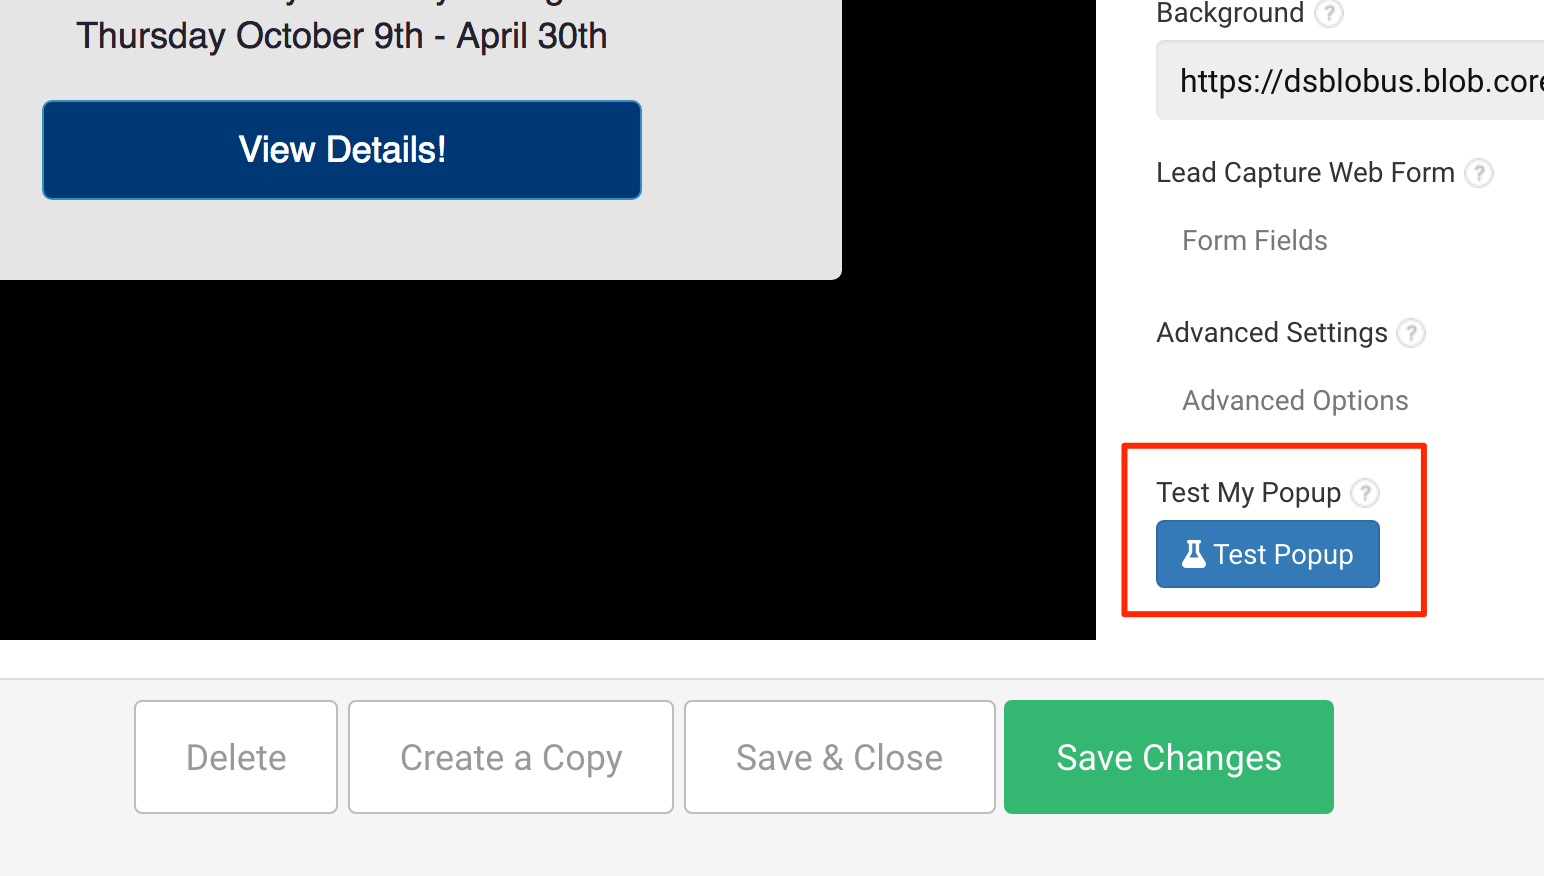 Thursday October 9th - April 30th
View Details!
Background ?
https://dsblobus.blob.core
Lead Capture Web Form ?
Form Fields
Advanced Settings ?
Advanced Options
Test My Popup ?
Test Popup
Delete
Create a Copy
Save & Close
Save Changes